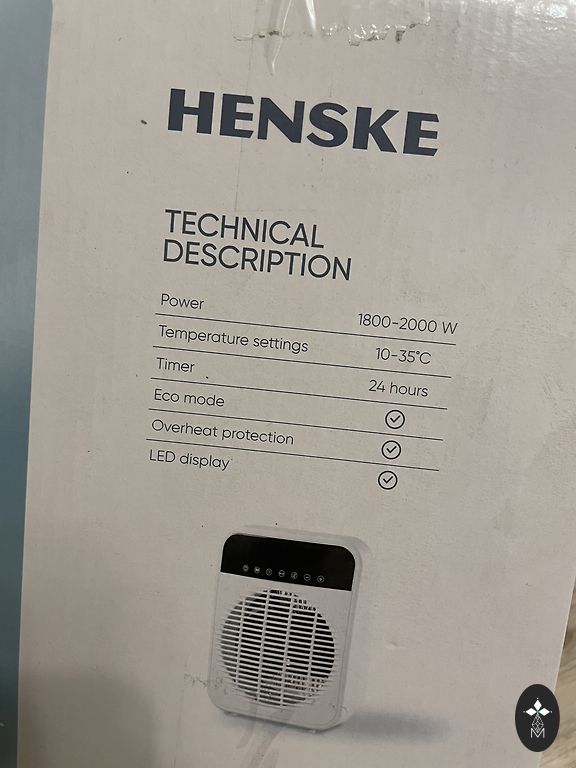 HENSKE
TECHNICAL
DESCRIPTION
Power 1800-2000 W
Temperature settings 10-35°C
Timer 24 hours
Eco mode
Overheat protection
LED display
M